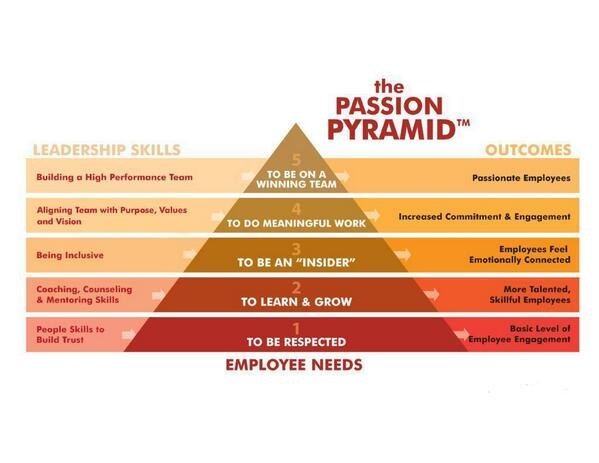 the
PASSION
PYRAMID™
LEADERSHIP SKILLS
OUTCOMES
Building a High Performance Team
5
TO BE ON A
WINNING TEAM
Passionate Employees
Aligning Team with Purpose, Values
and Vision
4
TO DO MEANINGFUL WORK
Increased Commitment & Engagement
Being Inclusive
3
TO BE AN “INSIDER”
Employees Feel
Emotionally Connected
Coaching, Counseling
& Mentoring Skills
2
TO LEARN & GROW
More Talented,
Skillful Employees
People Skills to
Build Trust
1
TO BE RESPECTED
Basic Level of
Employee Engagement
EMPLOYEE NEEDS